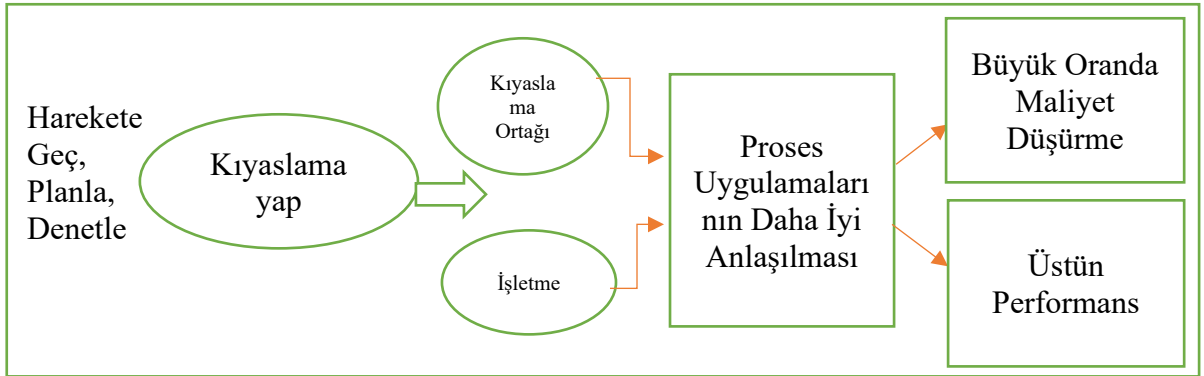 Harekete
Geç,
Planla,
Denetle
Kıyaslama
yap
Kıyasla
ma
Ortağı
İşletme
Proses
Uygulamaları
nın Daha İyi
Anlaşılması
Büyük Oranda
Maliyet
Düşürme
Üstün
Performans